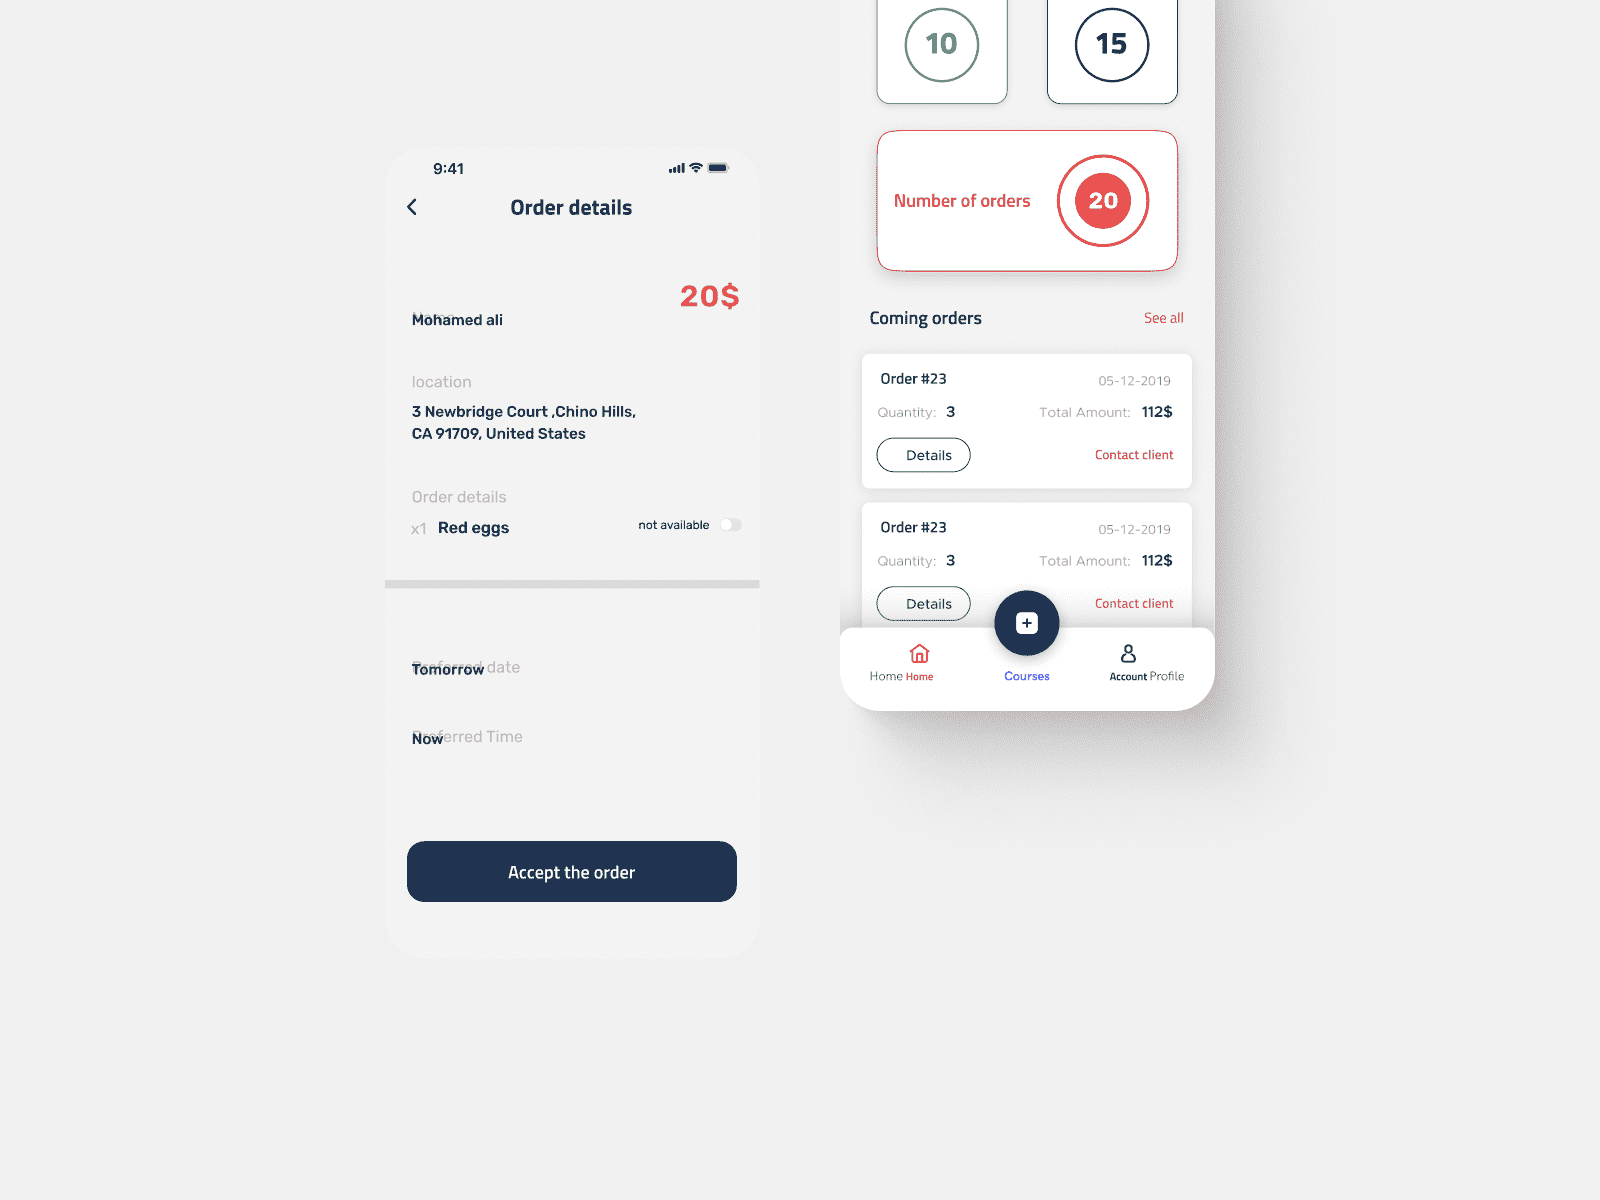 9:41
Order details
20$
Name
Mohamed ali
location
3 Newbridge Court ,Chino Hills,
CA 91709, United States
Order details
x1 Red eggs not available
Preferred date
Tomorrow
Preferred Time
Now
Accept the order
10 15
Number of orders 20
Coming orders See all
Order #23 05-12-2019
Quantity: 3 Total Amount: 112$
Details Contact client
Order #23 05-12-2019
Quantity: 3 Total Amount: 112$
Details Contact client
Home Home Courses Account Profile